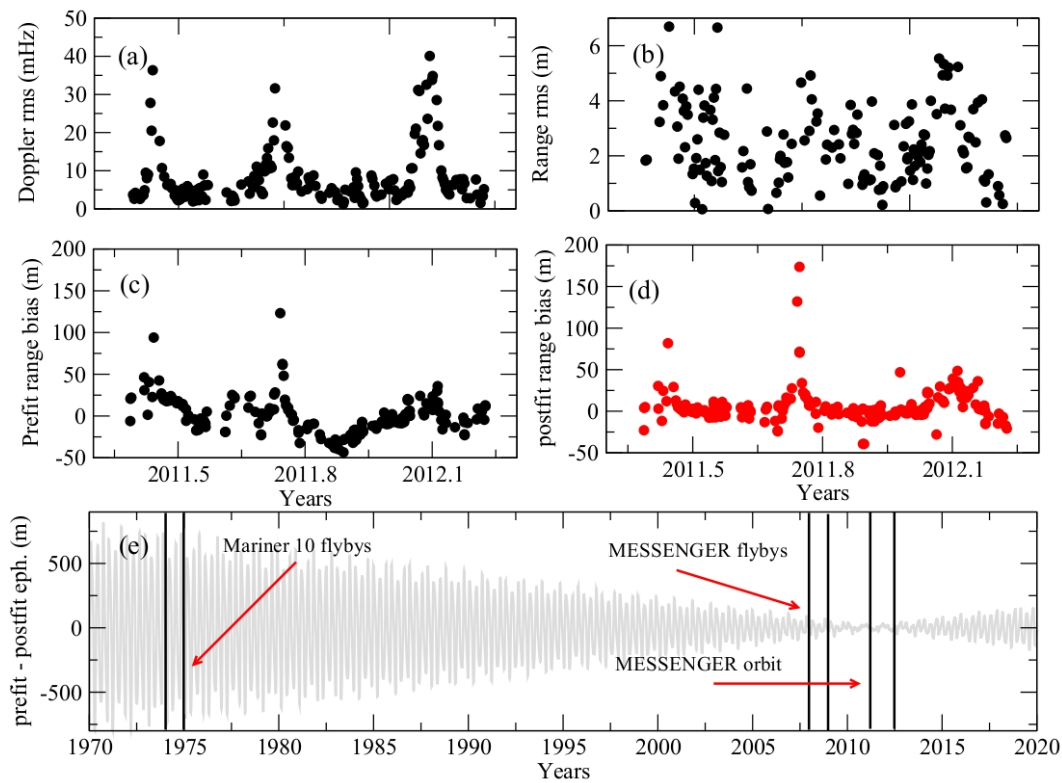 50
40
30
20
10
0
Doppler rms (mHz)
(a)
6
4
2
0
Range rms (m)
(b)
200
150
100
50
0
-50
Prefit range bias (m)
(c)
2011.5
2011.8
2012.1
Years
200
150
100
50
0
-50
postfit range bias (m)
(d)
2011.5
2011.8
2012.1
Years
500
0
-500
prefit - postfit eph. (m)
(e)
Mariner 10 flybys
MESSENGER flybys
MESSENGER orbit
1970
1975
1980
1985
1990
1995
2000
2005
2010
2015
2020
Years